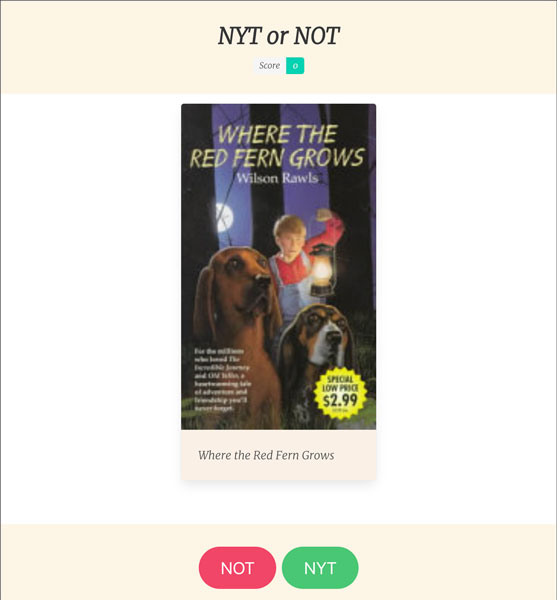 NYT or NOT
Score 0
WHERE THE
RED FERN GROWS
Wilson Rawls
For the millions
who loved The
Incredible Journey
and Old Yeller, a
heartwarming tale
of adventure and
friendship you'll
never forget.
SPECIAL
LOW PRICE
$2.99
Where the Red Fern Grows
NOT
NYT